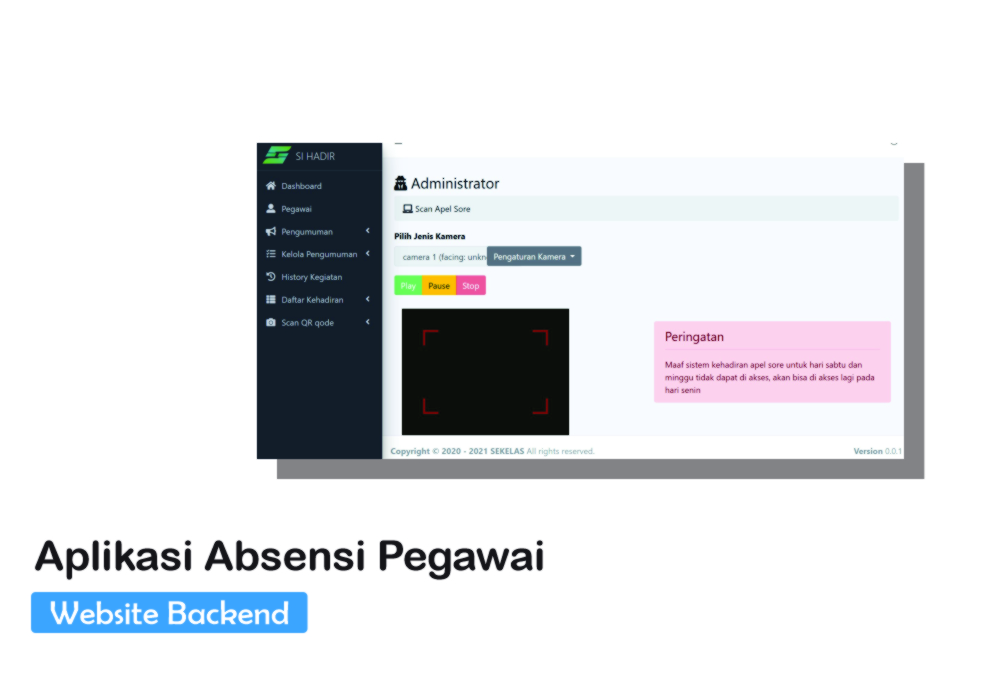 SI HADIR
Dashboard
Pegawai
Pengumuman
Kelola Pengumuman
History Kegiatan
Daftar Kehadiran
Scan QR qode
Administrator
Scan Apel Sore
Pilih Jenis Kamera
camera 1 (facing: unkn Pengaturan Kamera
Play Pause Stop
Peringatan
Maaf sistem kehadiran apel sore untuk hari sabtu dan
minggu tidak dapat di akses, akan bisa di akses lagi pada
hari senin
Copyright © 2020 - 2021 SEKELAS All rights reserved.
Version 0.0.1
Aplikasi Absensi Pegawai
Website Backend